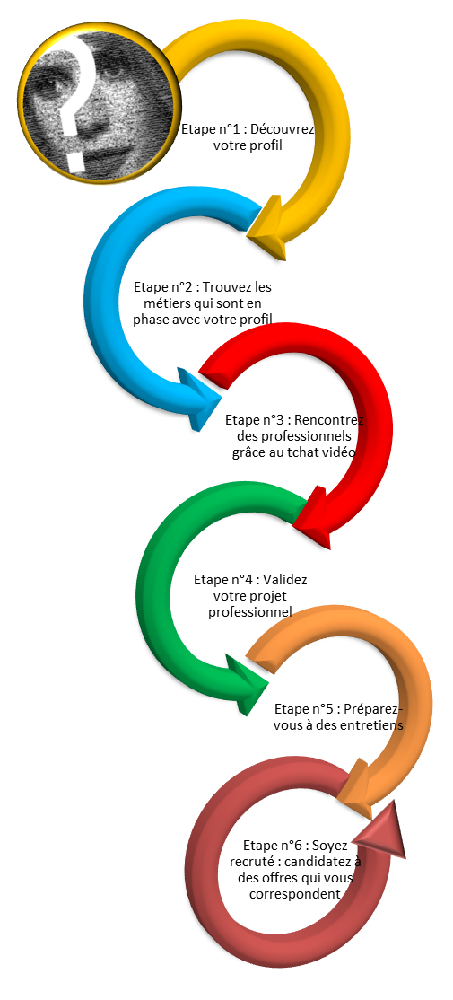 ?
Etape n°1 : Découvrez
votre profil
Etape n°2 : Trouvez les
métiers qui sont en
phase avec votre profil
Etape n°3 : Rencontrez
des professionnels
grâce au tchat vidéo
Etape n°4 : Validez
votre projet
professionnel
Etape n°5 : Préparez-
vous à des entretiens
Etape n°6 : Soyez
recruté : candidatez à
des offres qui vous
correspondent